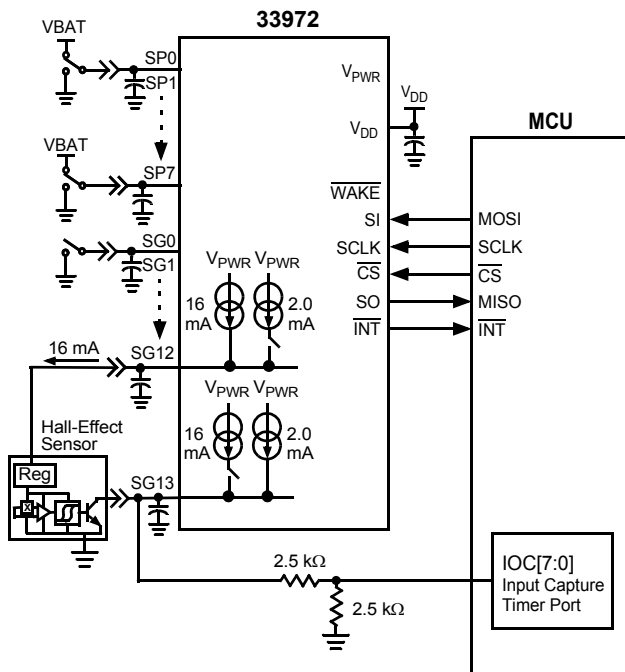 33972
VBAT
SP0
SP1
VPWR
VDD
VDD
MCU
VBAT
SP7
WAKE
SI
MOSI
SG0
SCLK
SCLK
SG1
CS
CS
VPWR VPWR
SO
MISO
16 mA
2.0 mA
INT
INT
16 mA
SG12
VPWR VPWR
Hall-Effect
Sensor
16 mA
2.0 mA
Reg
X
SG13
2.5 kΩ
IOC[7:0]
Input Capture
Timer Port
2.5 kΩ